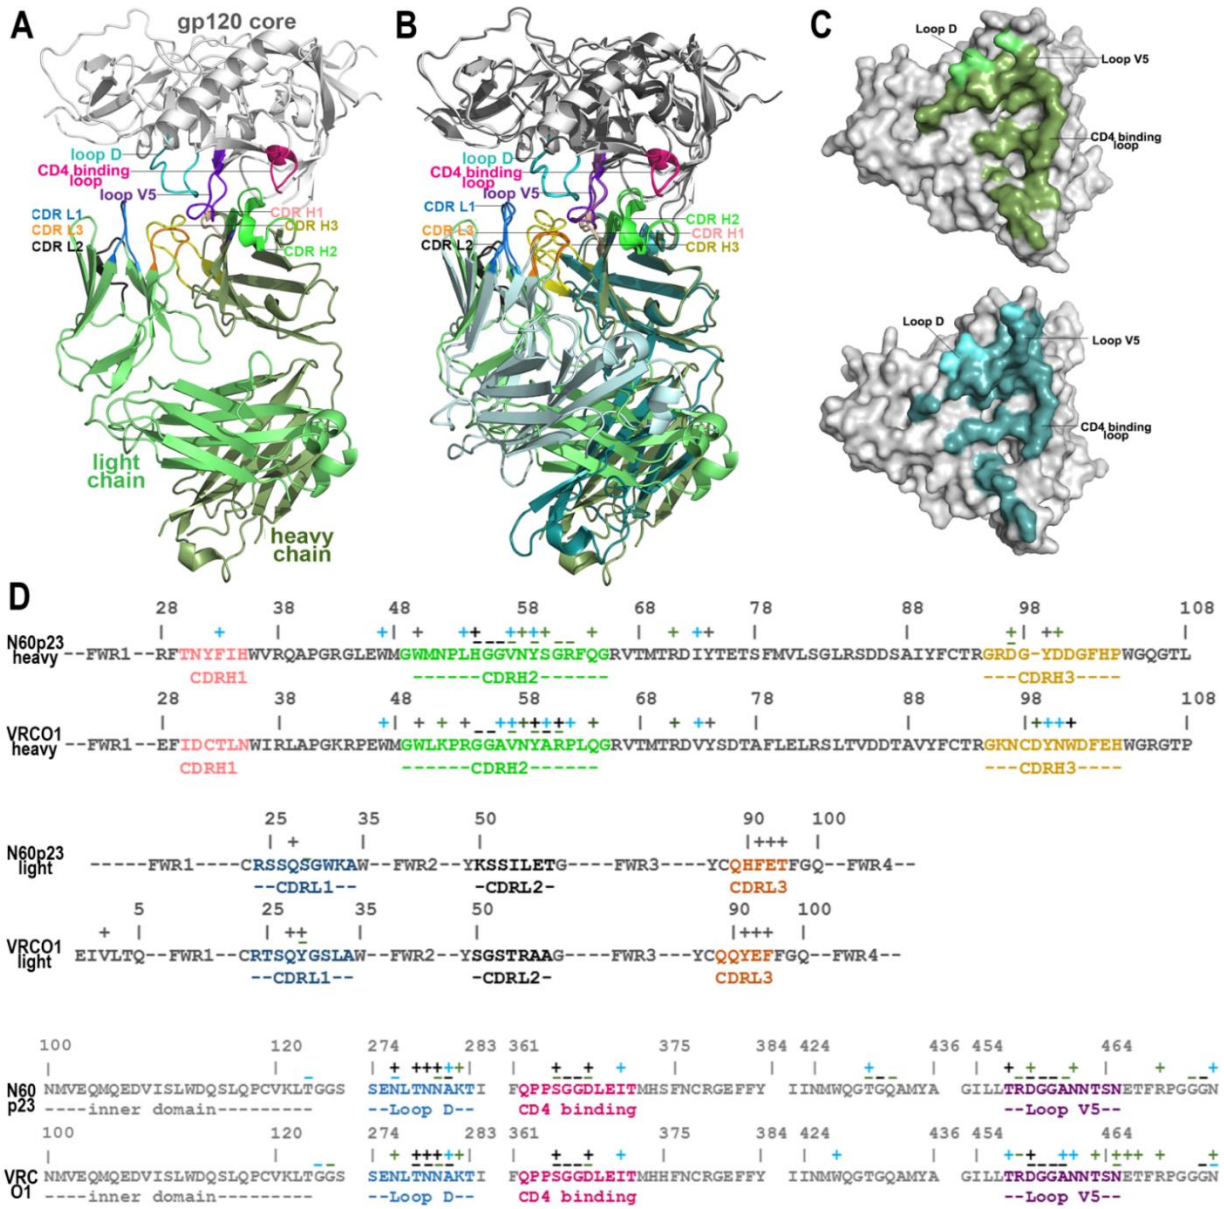 A
gp120 core
loop D
CD4 binding
loop
loop V5
CDR L1
CDR L3
CDR L2
CDR H1
CDR H3
CDR H2
light
chain
heavy
chain
B
loop D
CD4 binding
loop
loop V5
CDR L1
CDR L3
CDR L2
CDR H2
CDR H1
CDR H3
C
Loop D
Loop V5
CD4 binding
loop
Loop D
Loop V5
CD4 binding
loop
D
28 38 48 58 68 78 88 98 108
N60p23
heavy
--FWR1--RFTNYFIHWVRQAPGRGLEWMGWMNPLHGGVNYSGRFQGRVTMTRDIYTETSFMVLSGLRSDDSAIYFCTRGRDG-YDDGFHPWGQGTL
CDRH1 ------CDRH2------ ---CDRH3----
28 38 48 58 68 78 88 98 108
VRCO1
heavy
--FWR1--EFIDCTLNWIRLAPGKRPEWMGWLKPRGGAVNYARPLQGRVTMTRDVYSDTAFLELRSLTVDDTAVYFCTRGKNCDYNWDFEHWGRGTP
CDRH1 ------CDRH2------ ---CDRH3----
25 35 50 90 100
N60p23
light
-----FWR1----CRSSQSGWKAW--FWR2--YKSSILETG----FWR3---YCQHFETFGQ--FWR4---
--CDRL1-- -CDRL2- CDRL3
5 25 35 50 90 100
VRCO1
light
EIVLTQ--FWR1--CRTSQYGSLAW--FWR2--YSGSTRAAG----FWR3---YCQQYEFFGQ--FWR4--
--CDRL1-- -CDRL2- CDRL3
100 120 274 283 361 375 384 424 436 454 464
N60
p23
NMVEQMQEDVISLWDQSLQPCVKLTGGS SENLTNNAKTI FQPPSGGDLEITMHSFNCRGEFFY IINMWQGTGQAMYA GILLTRDGGANNTSNETFRPGGGN
----inner domain--------- --Loop D-- CD4 binding --Loop V5--
100 120 274 283 361 375 384 424 436 454 464
VRC
O1
NMVEQMQEDVISLWDQSLQPCVKLTGGS SENLTNNAKTI FQPPSGGDLEITMHSFNCRGEFFY IINMWQGTGQAMYA GILLTRDGGANNTSNETFRPGGGN
----inner domain--------- --Loop D-- CD4 binding --Loop V5--